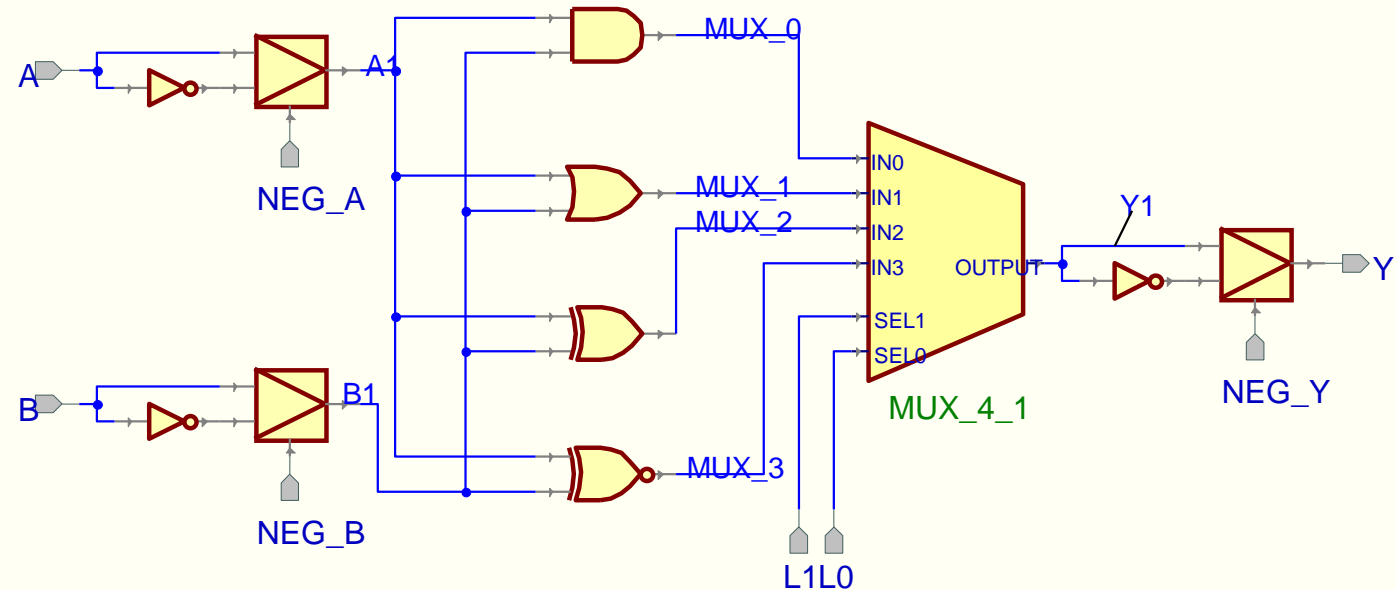 MUX_0
A
A1
NEG_A
IN0
MUX_1
IN1
MUX_2
IN2
Y1
IN3
OUTPUT
Y
SEL1
SEL0
B
B1
MUX_4_1
NEG_Y
MUX_3
NEG_B
L1L0